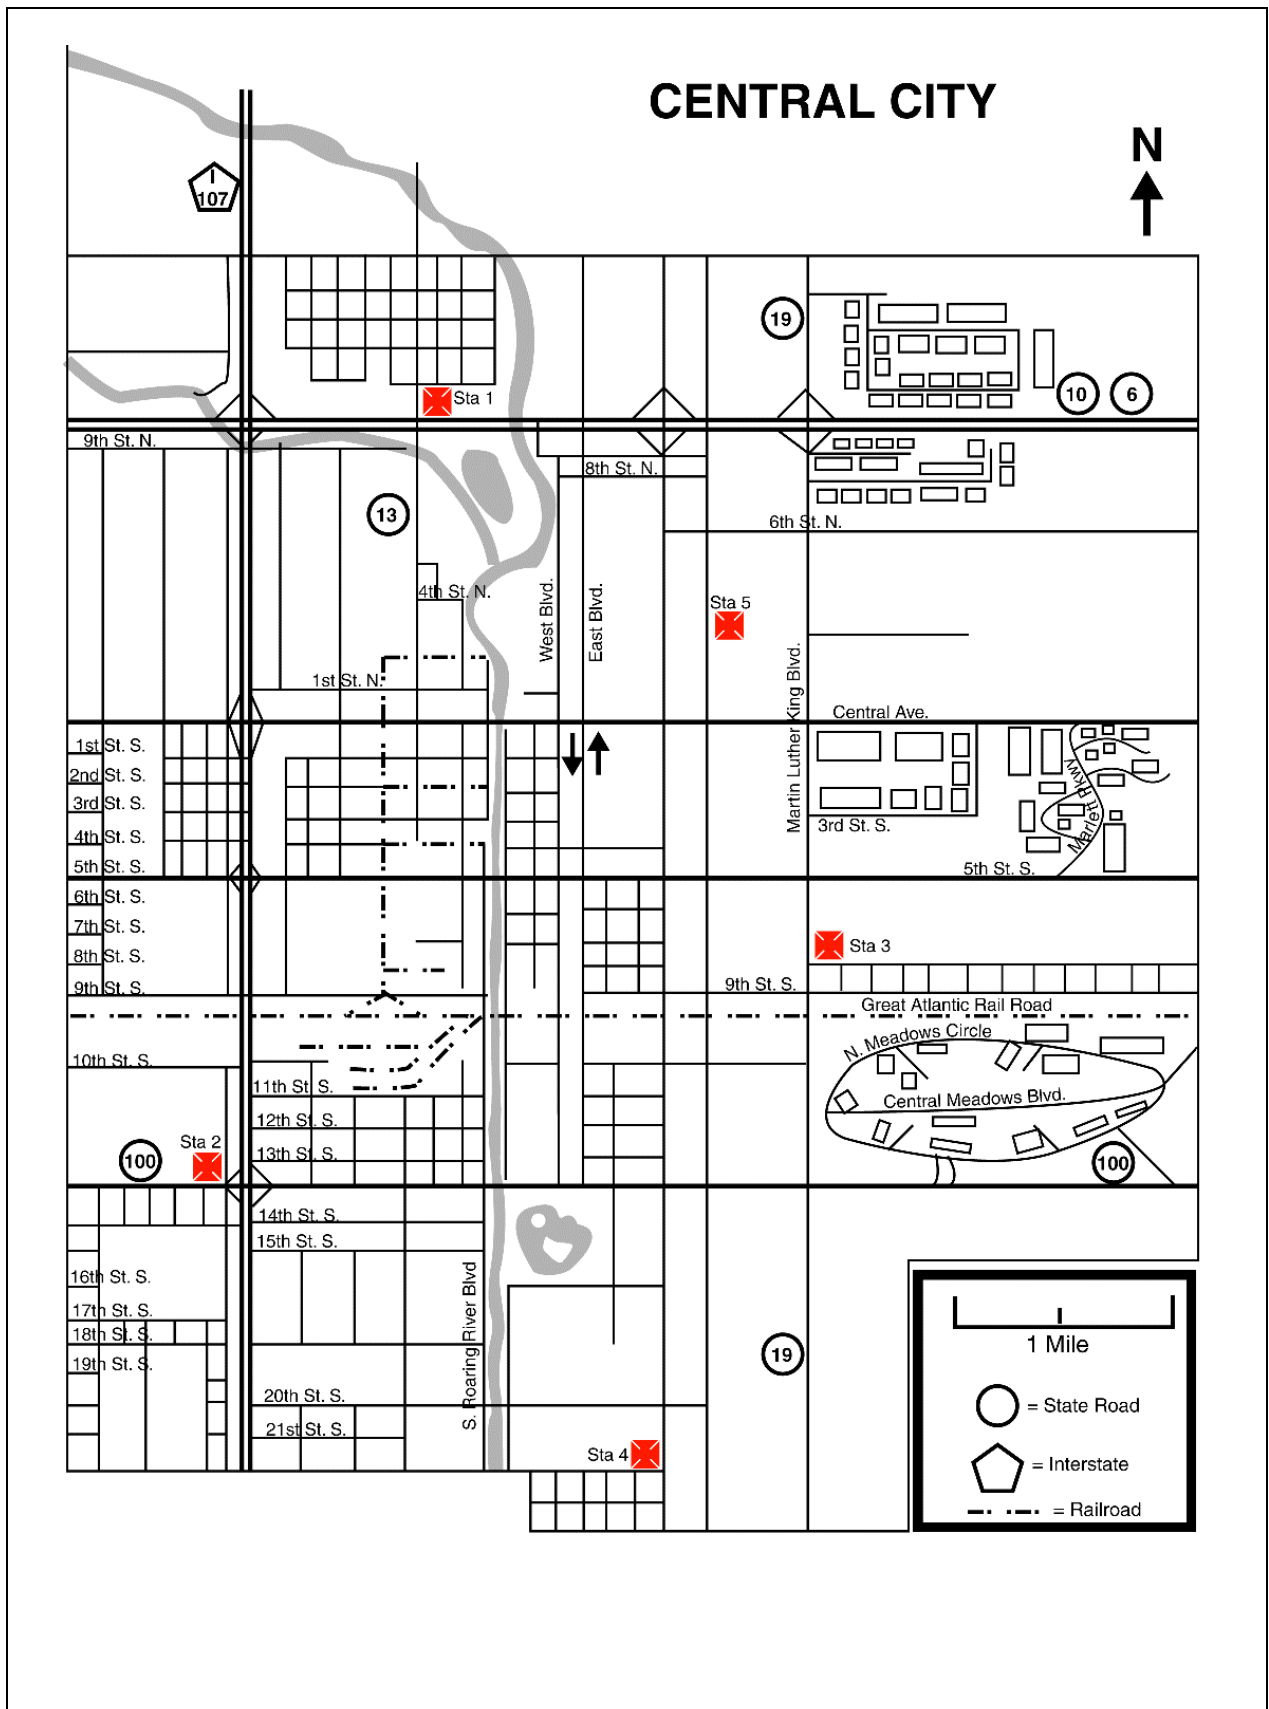 CENTRAL CITY
N
I
107
19
10
6
Sta 1
9th St. N.
8th St. N.
13
6th St. N.
4th St. N.
West Blvd.
East Blvd.
Sta 5
Martin Luther King Blvd.
1st St. N.
Central Ave.
1st St. S.
2nd St. S.
3rd St. S.
4th St. S.
5th St. S.
Marlett Pkwy
3rd St. S.
5th St. S.
6th St. S.
7th St. S.
8th St. S.
9th St. S.
Sta 3
9th St. S.
Great Atlantic Rail Road
N. Meadows Circle
10th St. S.
11th St. S.
Central Meadows Blvd.
12th St. S.
Sta 2
13th St. S.
100
100
14th St. S.
15th St. S.
16th St. S.
17th St. S.
18th St. S.
19th St. S.
S. Roaring River Blvd
19
20th St. S.
21st St. S.
Sta 4
1 Mile
= State Road
= Interstate
= Railroad